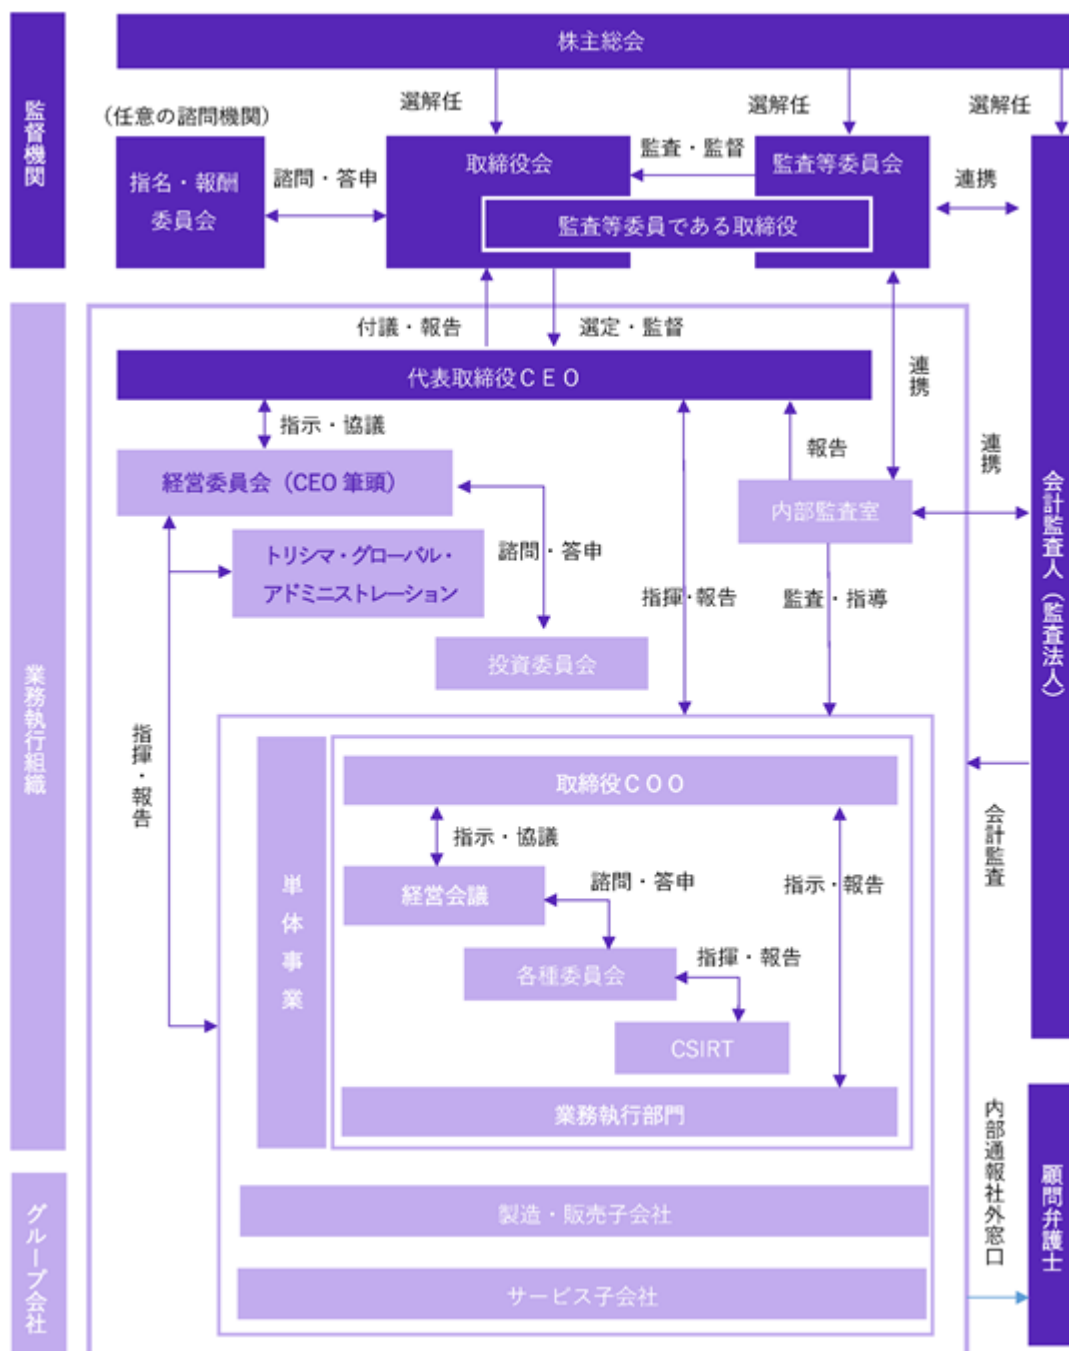 株主総会
監督機関
選解任
選解任
選解任
（任意の諮問機関）
指名・報酬
委員会
諮問・答申
取締役会
監査・監督
監査等委員会
連携
監査等委員である取締役
付議・報告
選定・監督
連携
代表取締役ＣＥＯ
指示・協議
報告
連携
経営委員会（CEO 筆頭）
内部監査室
トリシマ・グローバル・
アドミニストレーション
諮問・答申
指揮・報告
監査・指導
会計監査人（監査法人）
投資委員会
業務執行組織
指揮・報告
単体事業
取締役ＣＯＯ
指示・協議
会計監査
経営会議
諮問・答申
指示・報告
各種委員会
指揮・報告
CSIRT
業務執行部門
内部通報社外窓口
顧問弁護士
グループ会社
製造・販売子会社
サービス子会社